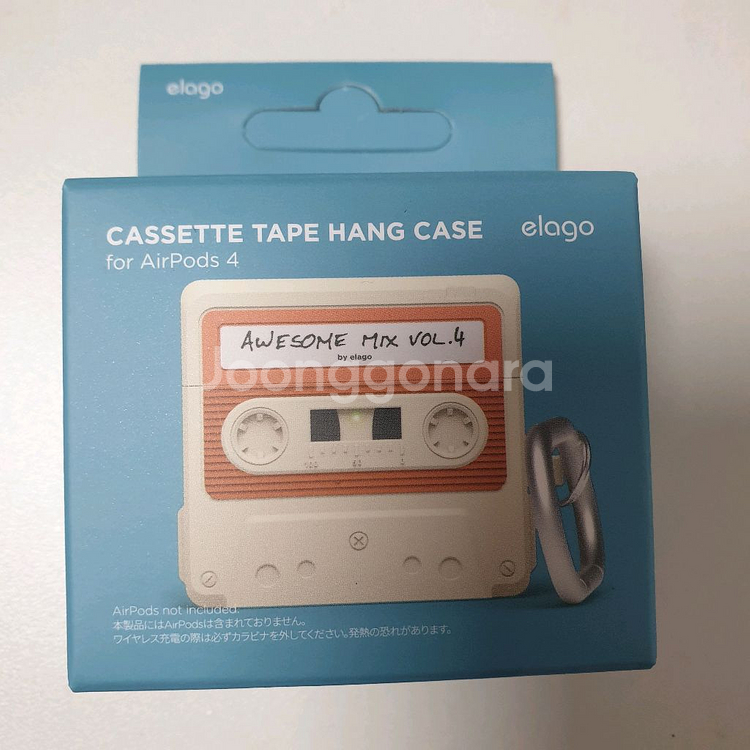 elago
CASSETTE TAPE HANG CASE
elago
for AirPods 4
AWESOME MIX VOL.4
by elago
Joonggonara
AirPods not included.
本製品にはAirPodsは含まれておりません。
ワイヤレス充電の際は必ずカラビナを外してください。発熱の恐れがあります。